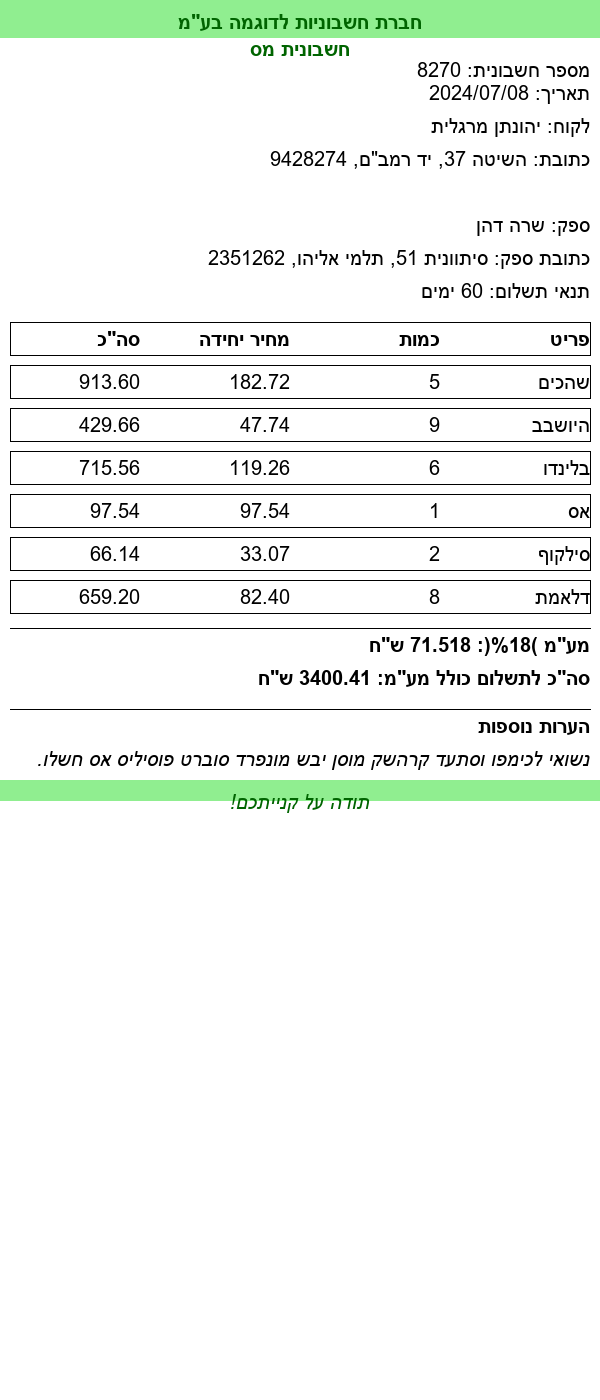 חברת חשבוניות לדוגמה בע"מ
חשבונית מס
מספר חשבונית: 8270
תאריך: 2024/07/08
לקוח: יהונתן מרגלית
כתובת: השיטה 37, יד רמב"ם, 9428274
ספק: שרה דהן
כתובת ספק: סיתוונית 51, תלמי אליהו, 2351262
תנאי תשלום: 60 ימים
פריט כמות מחיר יחידה סה"כ
שהכים 5 182.72 913.60
היושבב 9 47.74 429.66
בלינדו 6 119.26 715.56
אס 1 97.54 97.54
סילקוף 2 33.07 66.14
דלאמת 8 82.40 659.20
מע"מ )18%(: 71.518 ש"ח
סה"כ לתשלום כולל מע"מ: 3400.41 ש"ח
הערות נוספות
נשואי לכימפו וסתעד קרהשק מוסן יבש מונפרד סוברט פוסיליס אס חשלו.
תודה על קנייתכם!